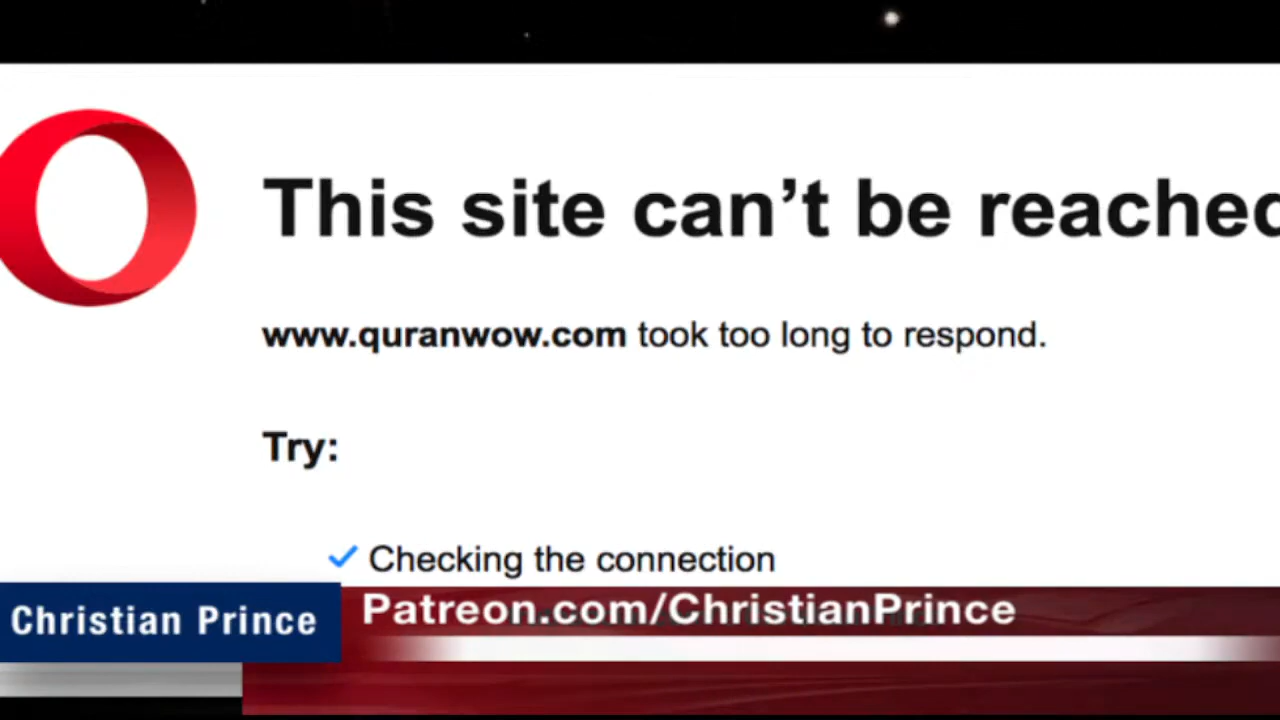 This site can’t be reached
www.quranwow.com took too long to respond.
Try:
Checking the connection
Christian Prince
Patreon.com/ChristianPrince